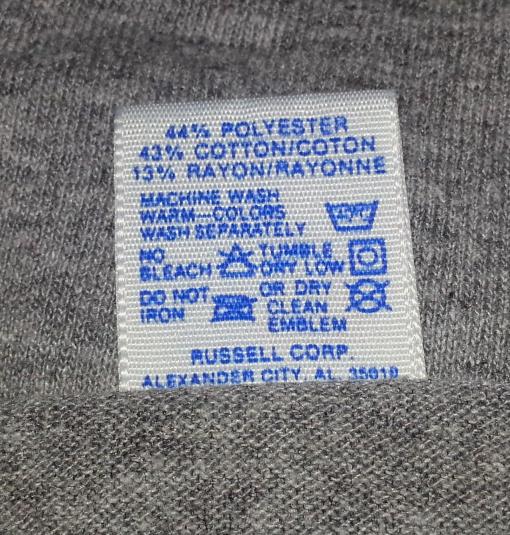 44% POLYESTER
43% COTTON/COTON
13% RAYON/RAYONNE
MACHINE WASH
WARM—COLORS
WASH SEPARATELY
NO BLEACH
TUMBLE DRY LOW
DO NOT IRON
OR DRY CLEAN EMBLEM
RUSSELL CORP.
ALEXANDER CITY, AL. 35010